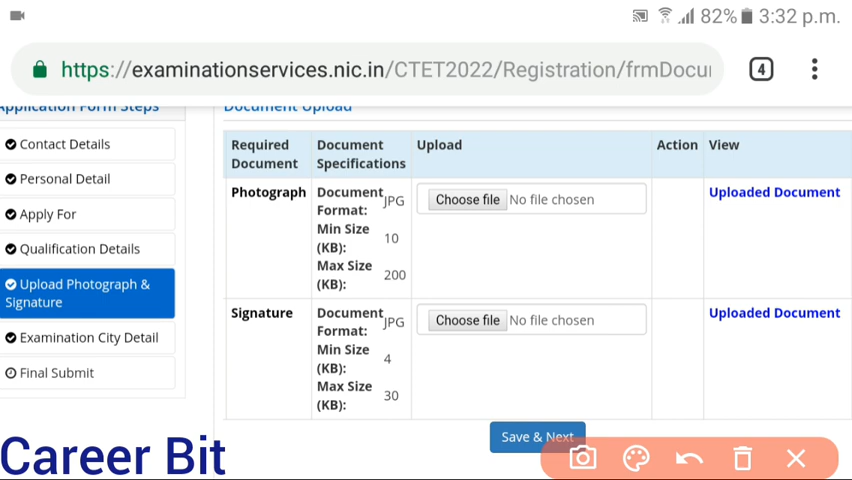 82% 3:32 p.m.
https://examinationservices.nic.in/CTET2022/Registration/frmDocu
4
Application Form Steps
Document Upload
Contact Details
Personal Detail
Apply For
Qualification Details
Upload Photograph &
Signature
Examination City Detail
Final Submit
Required
Document
Document
Specifications
Upload
Action
View
Photograph
Document
Format:
JPG
Min Size
(KB):
10
Max Size
(KB):
200
Choose file No file chosen
Uploaded Document
Signature
Document
Format:
JPG
Min Size
(KB):
4
Max Size
(KB):
30
Choose file No file chosen
Uploaded Document
Save & Next
Career Bit